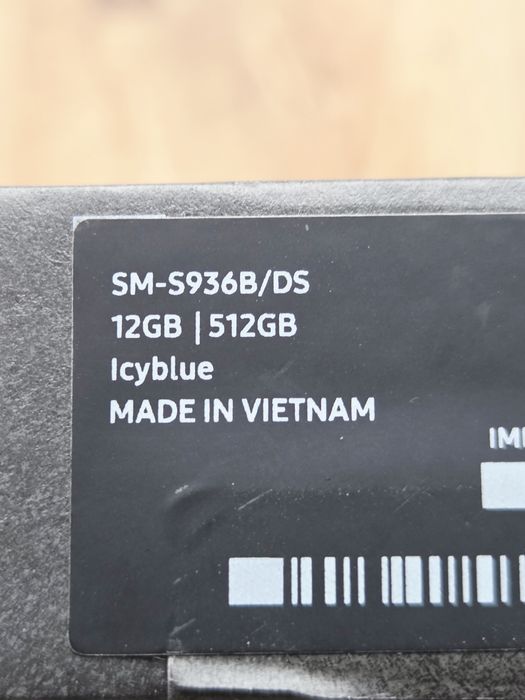 SM-S936B/DS
12GB | 512GB
Icyblue
MADE IN VIETNAM